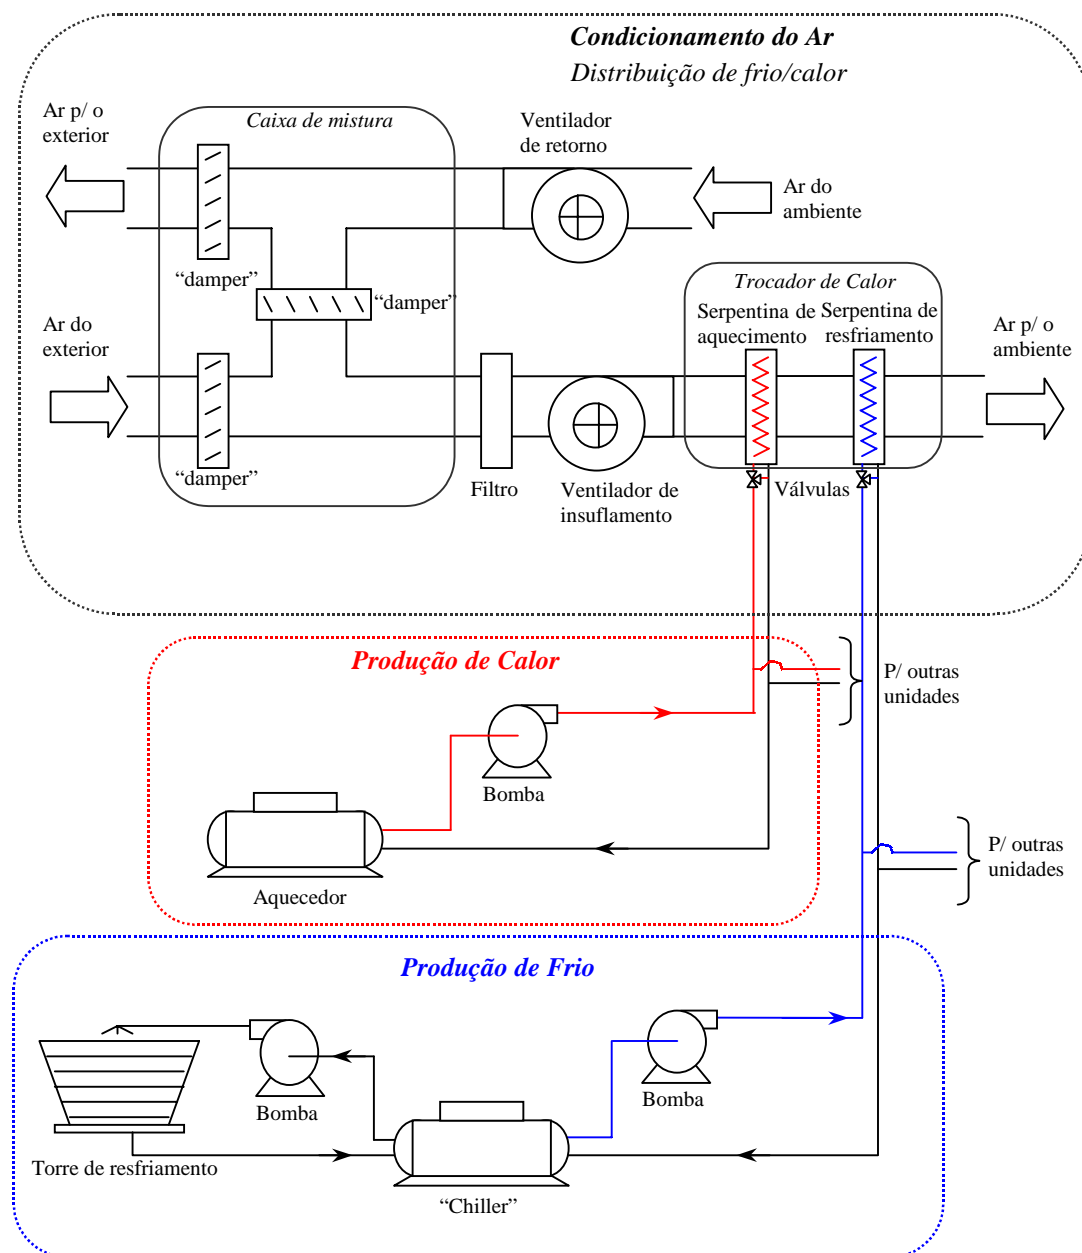 Condicionamento do Ar
Distribuição de frio/calor
Ar p/ o
exterior
Caixa de mistura
Ventilador
de retorno
Ar do
ambiente
“damper”
“damper”
Trocador de Calor
Serpentina de
aquecimento
Serpentina de
resfriamento
Ar do
exterior
Ar p/ o
ambiente
“damper”
Filtro
Ventilador de
insuflamento
Válvulas
Produção de Calor
P/ outras
unidades
Bomba
Aquecedor
P/ outras
unidades
Produção de Frio
Bomba
Bomba
Torre de resfriamento
“Chiller”